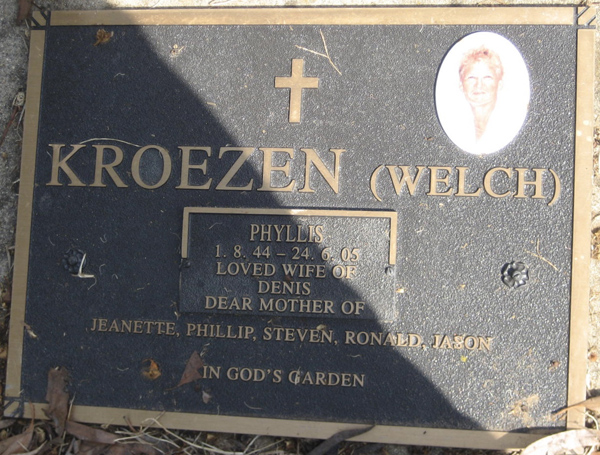 KROEZEN (WELCH)
PHYLLIS
1. 8. 44 – 24. 6. 05
LOVED WIFE OF
DENIS
DEAR MOTHER OF
JEANETTE, PHILLIP, STEVEN, RONALD, JASON
IN GOD'S GARDEN